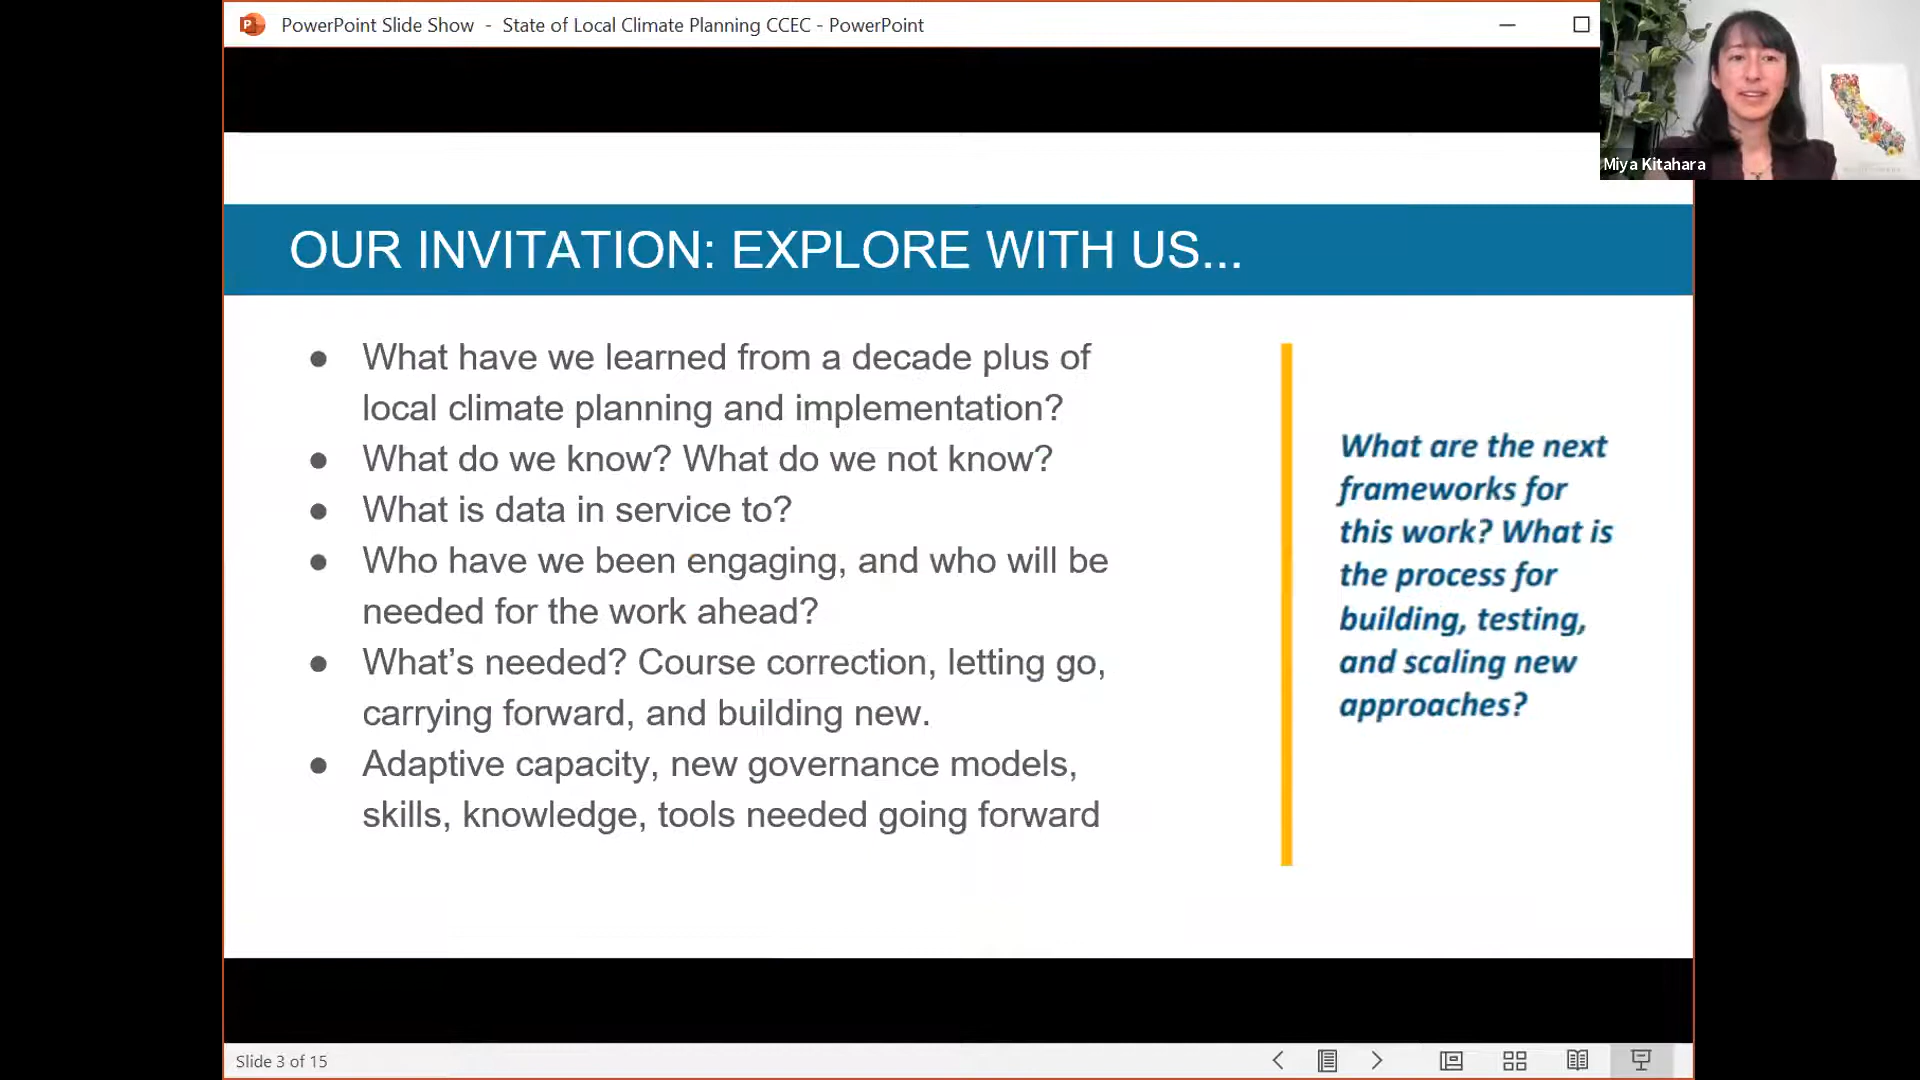 PowerPoint Slide Show - State of Local Climate Planning CCEC - PowerPoint
Miya Kitahara
OUR INVITATION: EXPLORE WITH US...
● What have we learned from a decade plus of
local climate planning and implementation?
● What do we know? What do we not know?
● What is data in service to?
● Who have we been engaging, and who will be
needed for the work ahead?
● What’s needed? Course correction, letting go,
carrying forward, and building new.
● Adaptive capacity, new governance models,
skills, knowledge, tools needed going forward
What are the next
frameworks for
this work? What is
the process for
building, testing,
and scaling new
approaches?
Slide 3 of 15